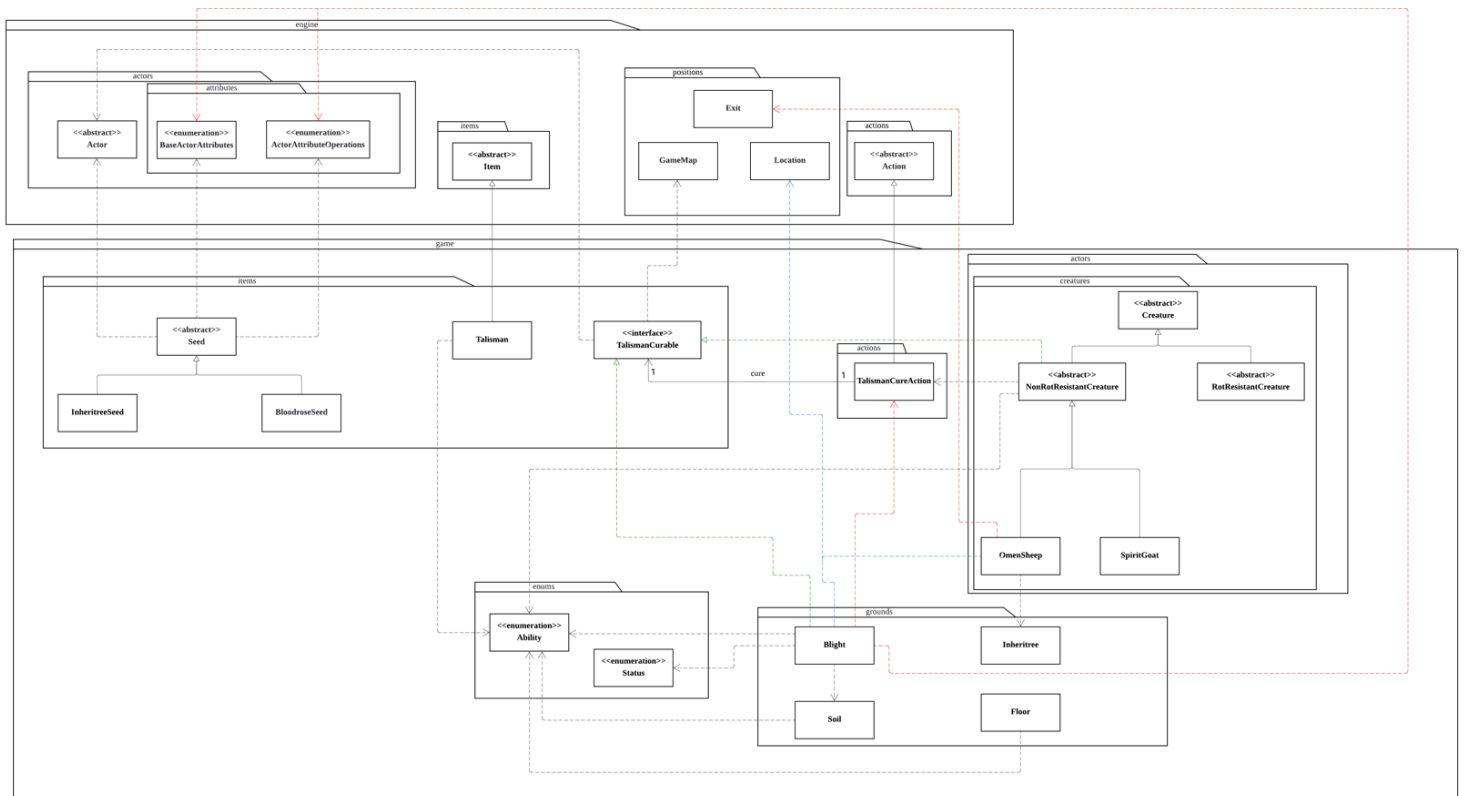 engine
actors
attributes
positions
Exit
<<abstract>>
Actor
<<enumeration>>
BaseActorAttributes
<<enumeration>>
ActorAttributeOperations
items
<<abstract>>
Item
GameMap
Location
actions
<<abstract>>
Action
game
actors
items
creatures
<<abstract>>
Creature
<<abstract>>
Seed
Talisman
<<interface>>
TalismanCurable
actions
1
cure
1
TalismanCureAction
<<abstract>>
NonRotResistantCreature
<<abstract>>
RotResistantCreature
InheritreeSeed
BloodroseSeed
OmenSheep
SpiritGoat
enums
<<enumeration>>
Ability
<<enumeration>>
Status
grounds
Blight
Inheritree
Soil
Floor